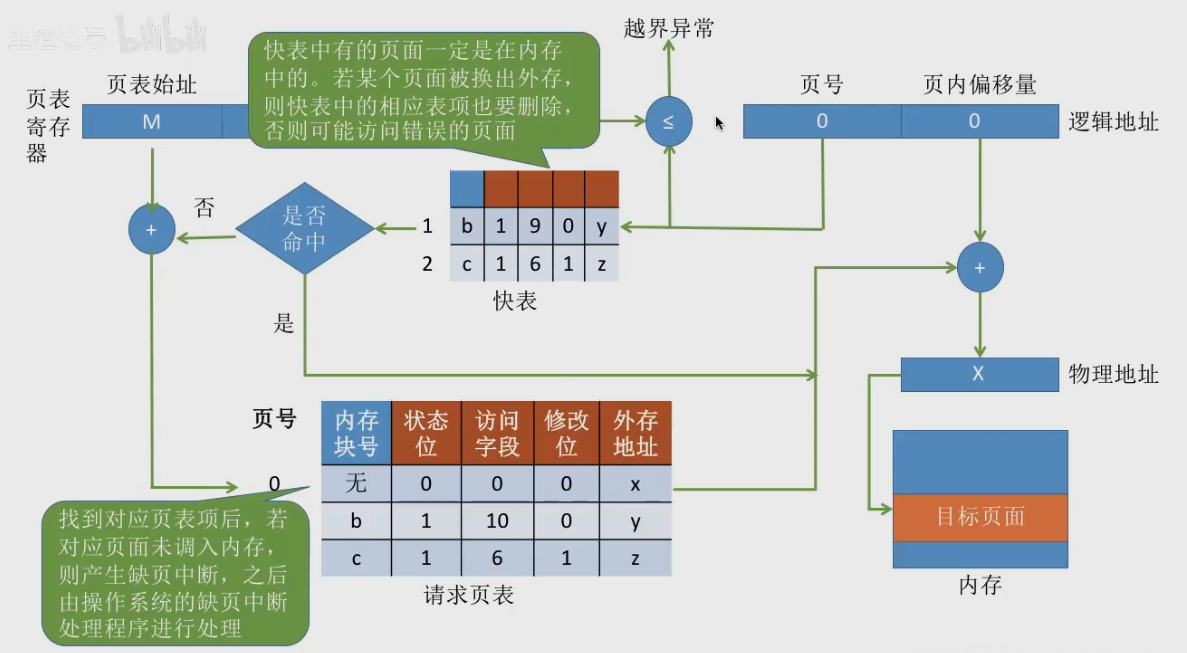 越界异常
快表中有的页面一定是在内存
中的。若某个页面被换出外存，
则快表中的相应表项也要删除，
否则可能访问错误的页面
页表
寄存
器
页表始址
M
≤
页号 页内偏移量
0 0
逻辑地址
+
否
是否
命中
是
1 b 1 9 0 y
2 c 1 6 1 z
快表
+
X
物理地址
页号
内存
块号
状态
位
访问
字段
修改
位
外存
地址
0 无 0 0 0 x
b 1 10 0 y
c 1 6 1 z
请求页表
找到对应页表项后，若
对应页面未调入内存，
则产生缺页中断，之后
由操作系统的缺页中断
处理程序进行处理
目标页面
内存